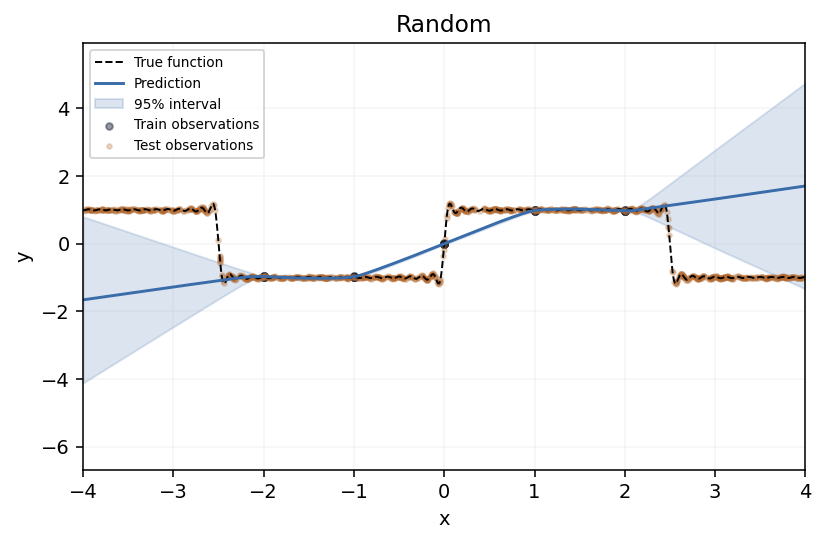 Random
True function
Prediction
95% interval
Train observations
Test observations
4
2
0
−2
−4
−6
y
−4 −3 −2 −1 0 1 2 3 4
x